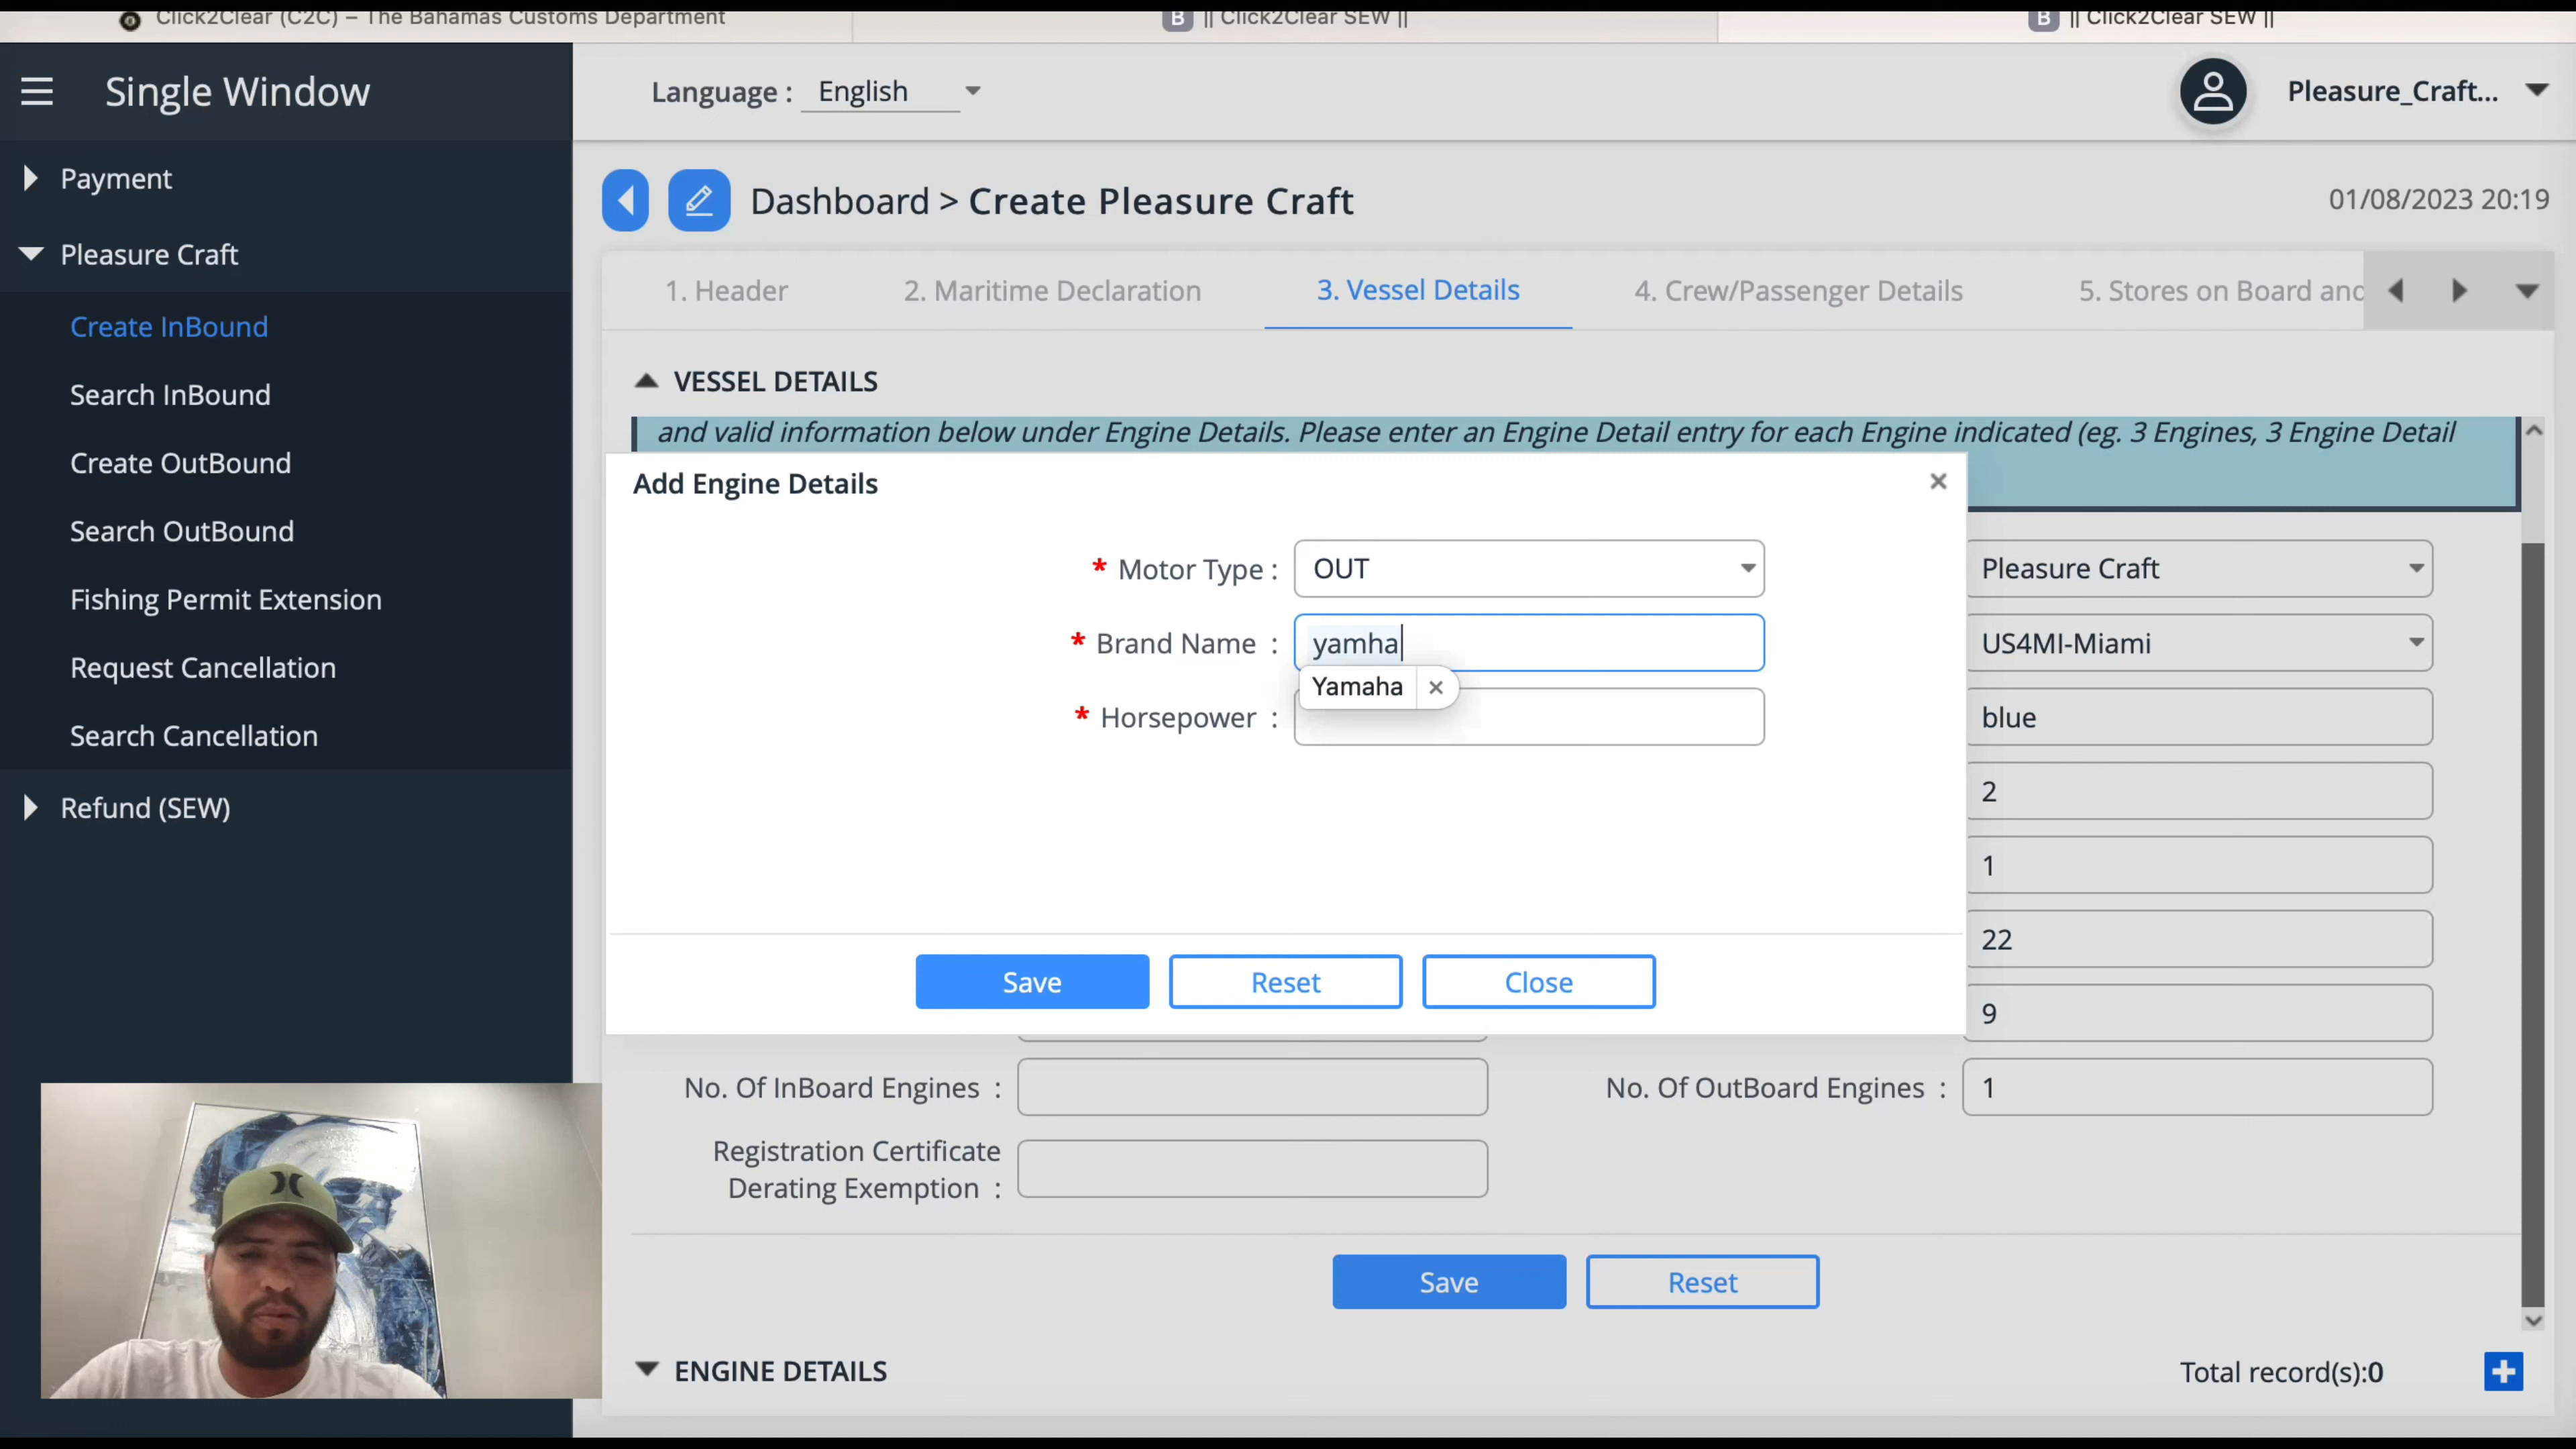 Click2Clear (C2C) – The Bahamas Customs Department
B || Click2Clear SEW ||
B || Click2Clear SEW ||
Single Window
Language : English
Pleasure_Craft...
Payment
Pleasure Craft
Create InBound
Search InBound
Create OutBound
Search OutBound
Fishing Permit Extension
Request Cancellation
Search Cancellation
Refund (SEW)
Dashboard > Create Pleasure Craft
01/08/2023 20:19
1. Header
2. Maritime Declaration
3. Vessel Details
4. Crew/Passenger Details
5. Stores on Board and
VESSEL DETAILS
and valid information below under Engine Details. Please enter an Engine Detail entry for each Engine indicated (eg. 3 Engines, 3 Engine Detail
Add Engine Details
×
* Motor Type : OUT
* Brand Name : yamha
Yamaha ×
* Horsepower :
Save
Reset
Close
Pleasure Craft
US4MI-Miami
blue
2
1
22
9
No. Of InBoard Engines :
No. Of OutBoard Engines : 1
Registration Certificate
Derating Exemption :
Save
Reset
ENGINE DETAILS
Total record(s):0